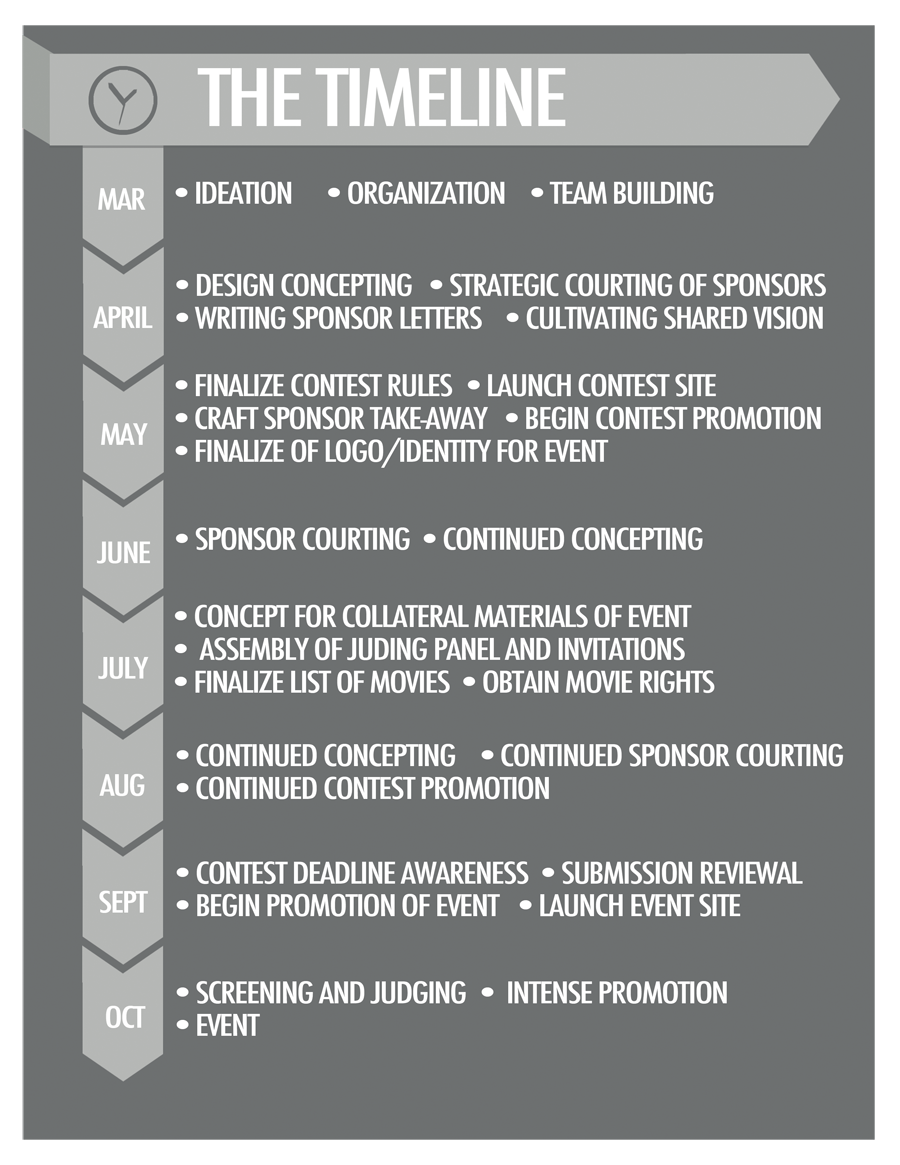 THE TIMELINE
MAR
• IDEATION • ORGANIZATION • TEAM BUILDING
APRIL
• DESIGN CONCEPTING • STRATEGIC COURTING OF SPONSORS
• WRITING SPONSOR LETTERS • CULTIVATING SHARED VISION
MAY
• FINALIZE CONTEST RULES • LAUNCH CONTEST SITE
• CRAFT SPONSOR TAKE-AWAY • BEGIN CONTEST PROMOTION
• FINALIZE OF LOGO/IDENTITY FOR EVENT
JUNE
• SPONSOR COURTING • CONTINUED CONCEPTING
JULY
• CONCEPT FOR COLLATERAL MATERIALS OF EVENT
• ASSEMBLY OF JUDING PANEL AND INVITATIONS
• FINALIZE LIST OF MOVIES • OBTAIN MOVIE RIGHTS
AUG
• CONTINUED CONCEPTING • CONTINUED SPONSOR COURTING
• CONTINUED CONTEST PROMOTION
SEPT
• CONTEST DEADLINE AWARENESS • SUBMISSION REVIEWAL
• BEGIN PROMOTION OF EVENT • LAUNCH EVENT SITE
OCT
• SCREENING AND JUDGING • INTENSE PROMOTION
• EVENT